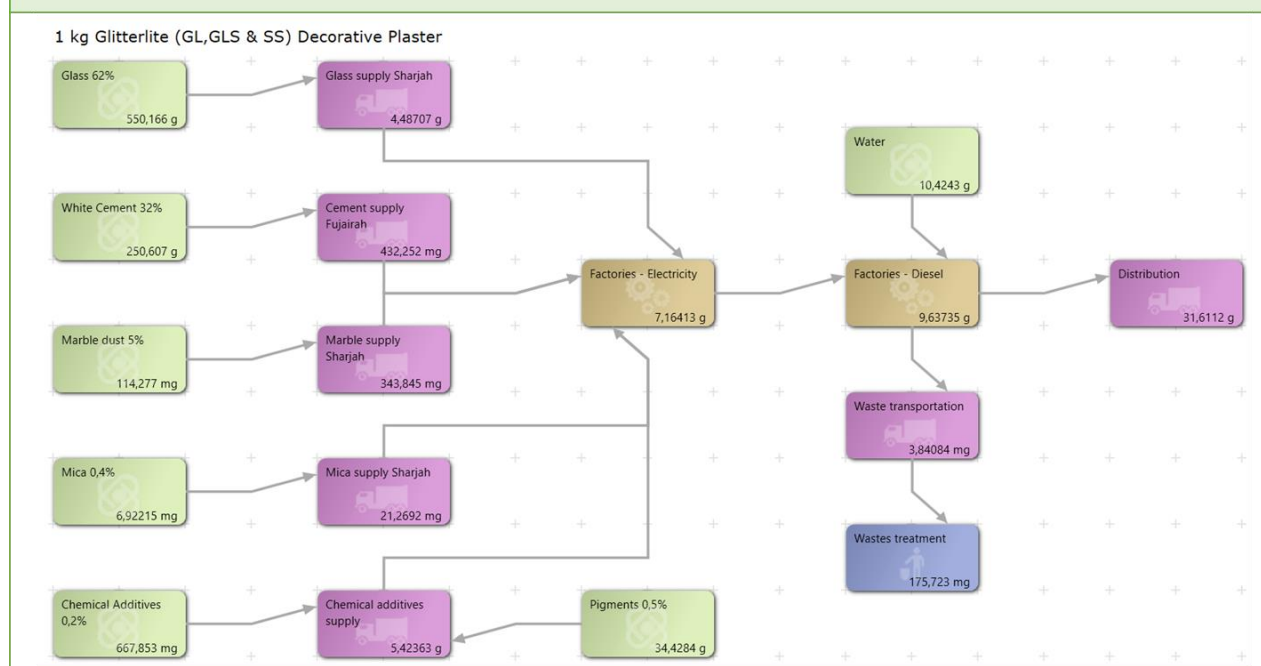 1 kg Glitterlite (GL,GLS & SS) Decorative Plaster
Glass 62%
550,166 g
Glass supply Sharjah
4,48707 g
Water
10,4243 g
White Cement 32%
250,607 g
Cement supply
Fujairah
432,252 mg
Factories - Electricity
7,16413 g
Factories - Diesel
9,63735 g
Distribution
31,6112 g
Marble dust 5%
114,277 mg
Marble supply
Sharjah
343,845 mg
Waste transportation
3,84084 mg
Mica 0,4%
6,92215 mg
Mica supply Sharjah
21,2692 mg
Wastes treatment
175,723 mg
Chemical Additives
0,2%
667,853 mg
Chemical additives
supply
5,42363 g
Pigments 0,5%
34,4284 g